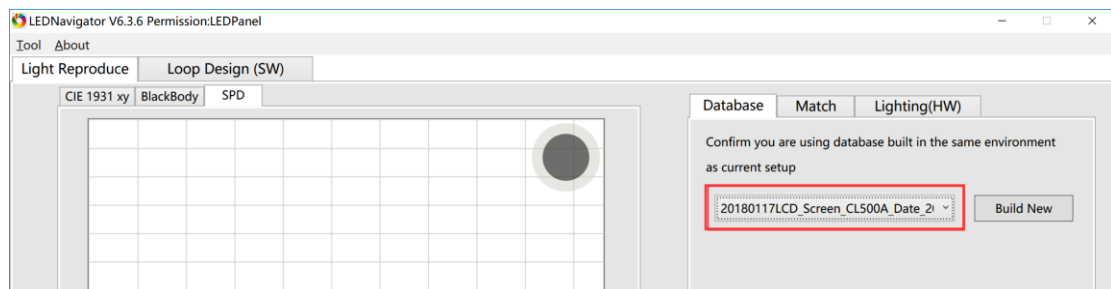 LEDNavigator V6.3.6 Permission:LEDPanel
Tool About
Light Reproduce Loop Design (SW)
CIE 1931 xy BlackBody SPD
Database Match Lighting(HW)
Confirm you are using database built in the same environment
as current setup
20180117LCD_Screen_CL500A_Date_2 Build New